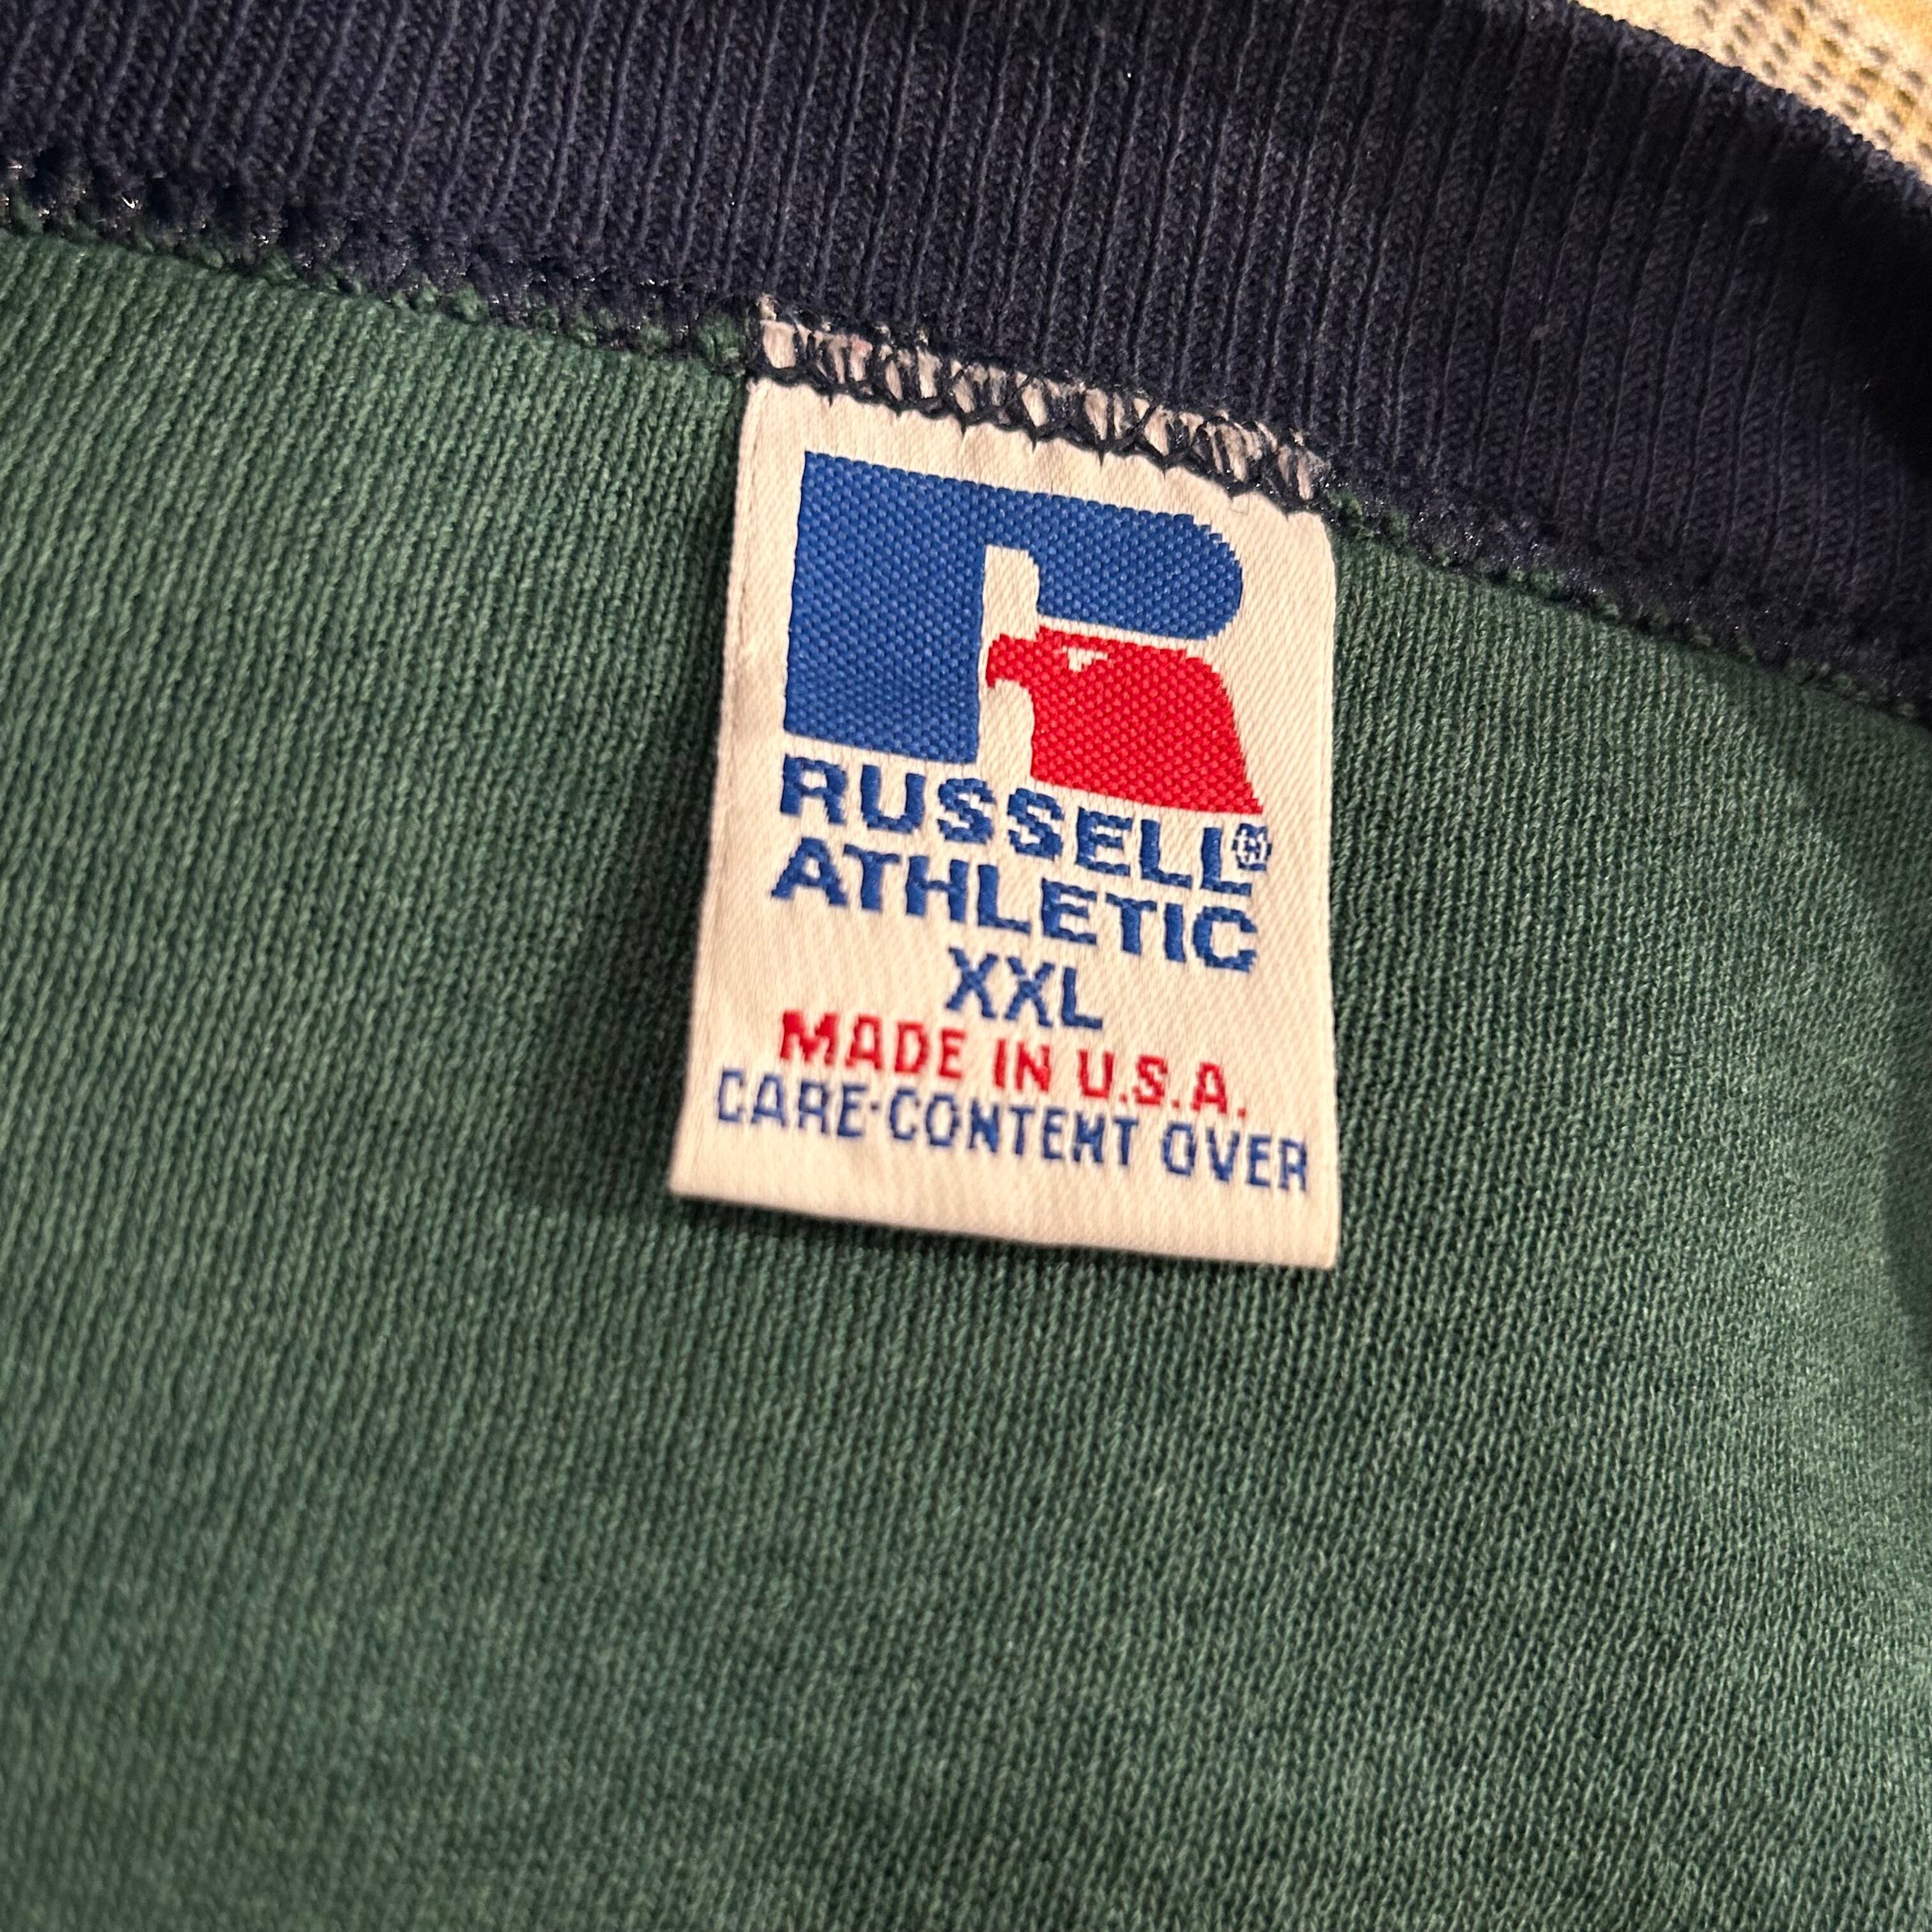 RUSSELL®
ATHLETIC
XXL
MADE IN U.S.A.
CARE-CONTENT OVER